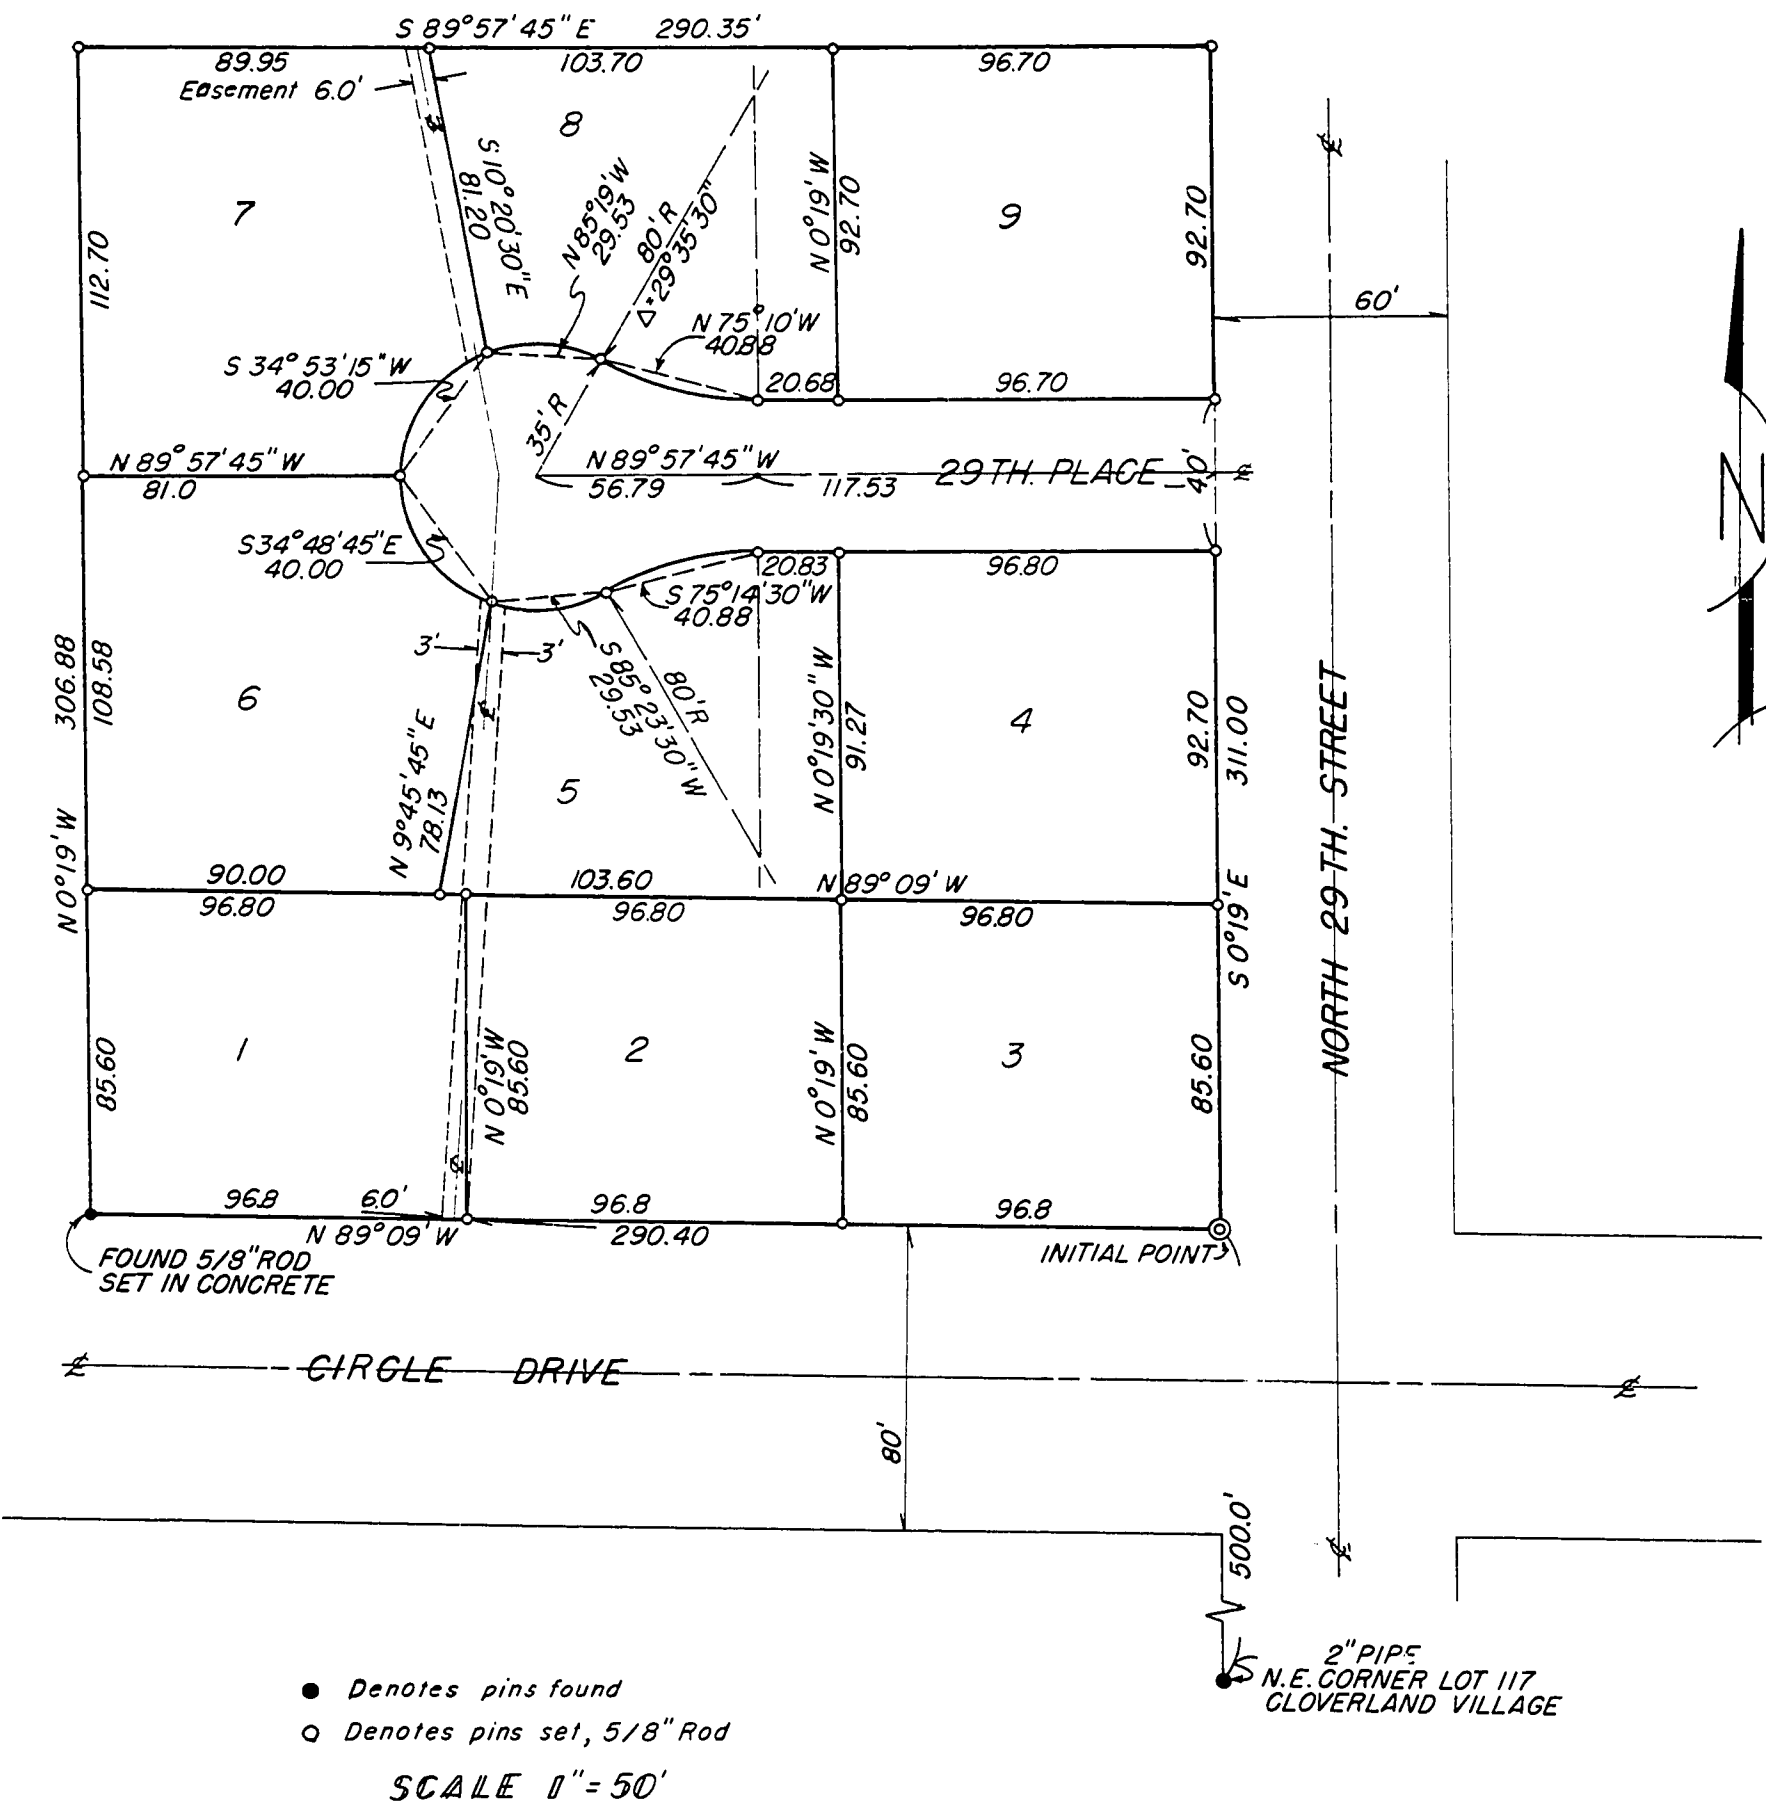 S 89°57'45" E 290.35'
89.95 103.70 96.70
Easement 6.0'
℄
8
7
9
S 10°20'30"E
81.20
N 85°19'W
29.53
80'R
Δ=29°35'30"
N 0°19'W
92.70
92.70
112.70
60'
N 75°10'W
40.88
S 34°53'15"W
40.00
35'R
20.68 96.70
N 89°57'45"W
81.0
N 89°57'45"W
56.79 117.53
29TH. PLACE
40'
℄
S34°48'45"E
40.00
20.83 96.80
S 75°14'30"W
40.88
3' 3'
S 85°23'30"W
29.53
80'R
306.88
108.58
6
℄
N 9°45'45"E
78.13
5
N 0°19'30"W
91.27
4
92.70
311.00
N 0°19'W
90.00 103.60 N 89°09'W
96.80 96.80 96.80
S 0°19'E
NORTH 29TH. STREET
℄
℄
N
1
2
3
85.60
N 0°19'W
85.60
N 0°19'W
85.60
85.60
℄
96.8 6.0' 96.8 96.8
N 89°09'W 290.40
INITIAL POINT
FOUND 5/8"ROD
SET IN CONCRETE
℄ CIRCLE DRIVE ℄
80'
500.0'
2"PIPE
N.E. CORNER LOT 117
CLOVERLAND VILLAGE
Denotes pins found
Denotes pins set, 5/8" Rod
SCALE 1"=50'